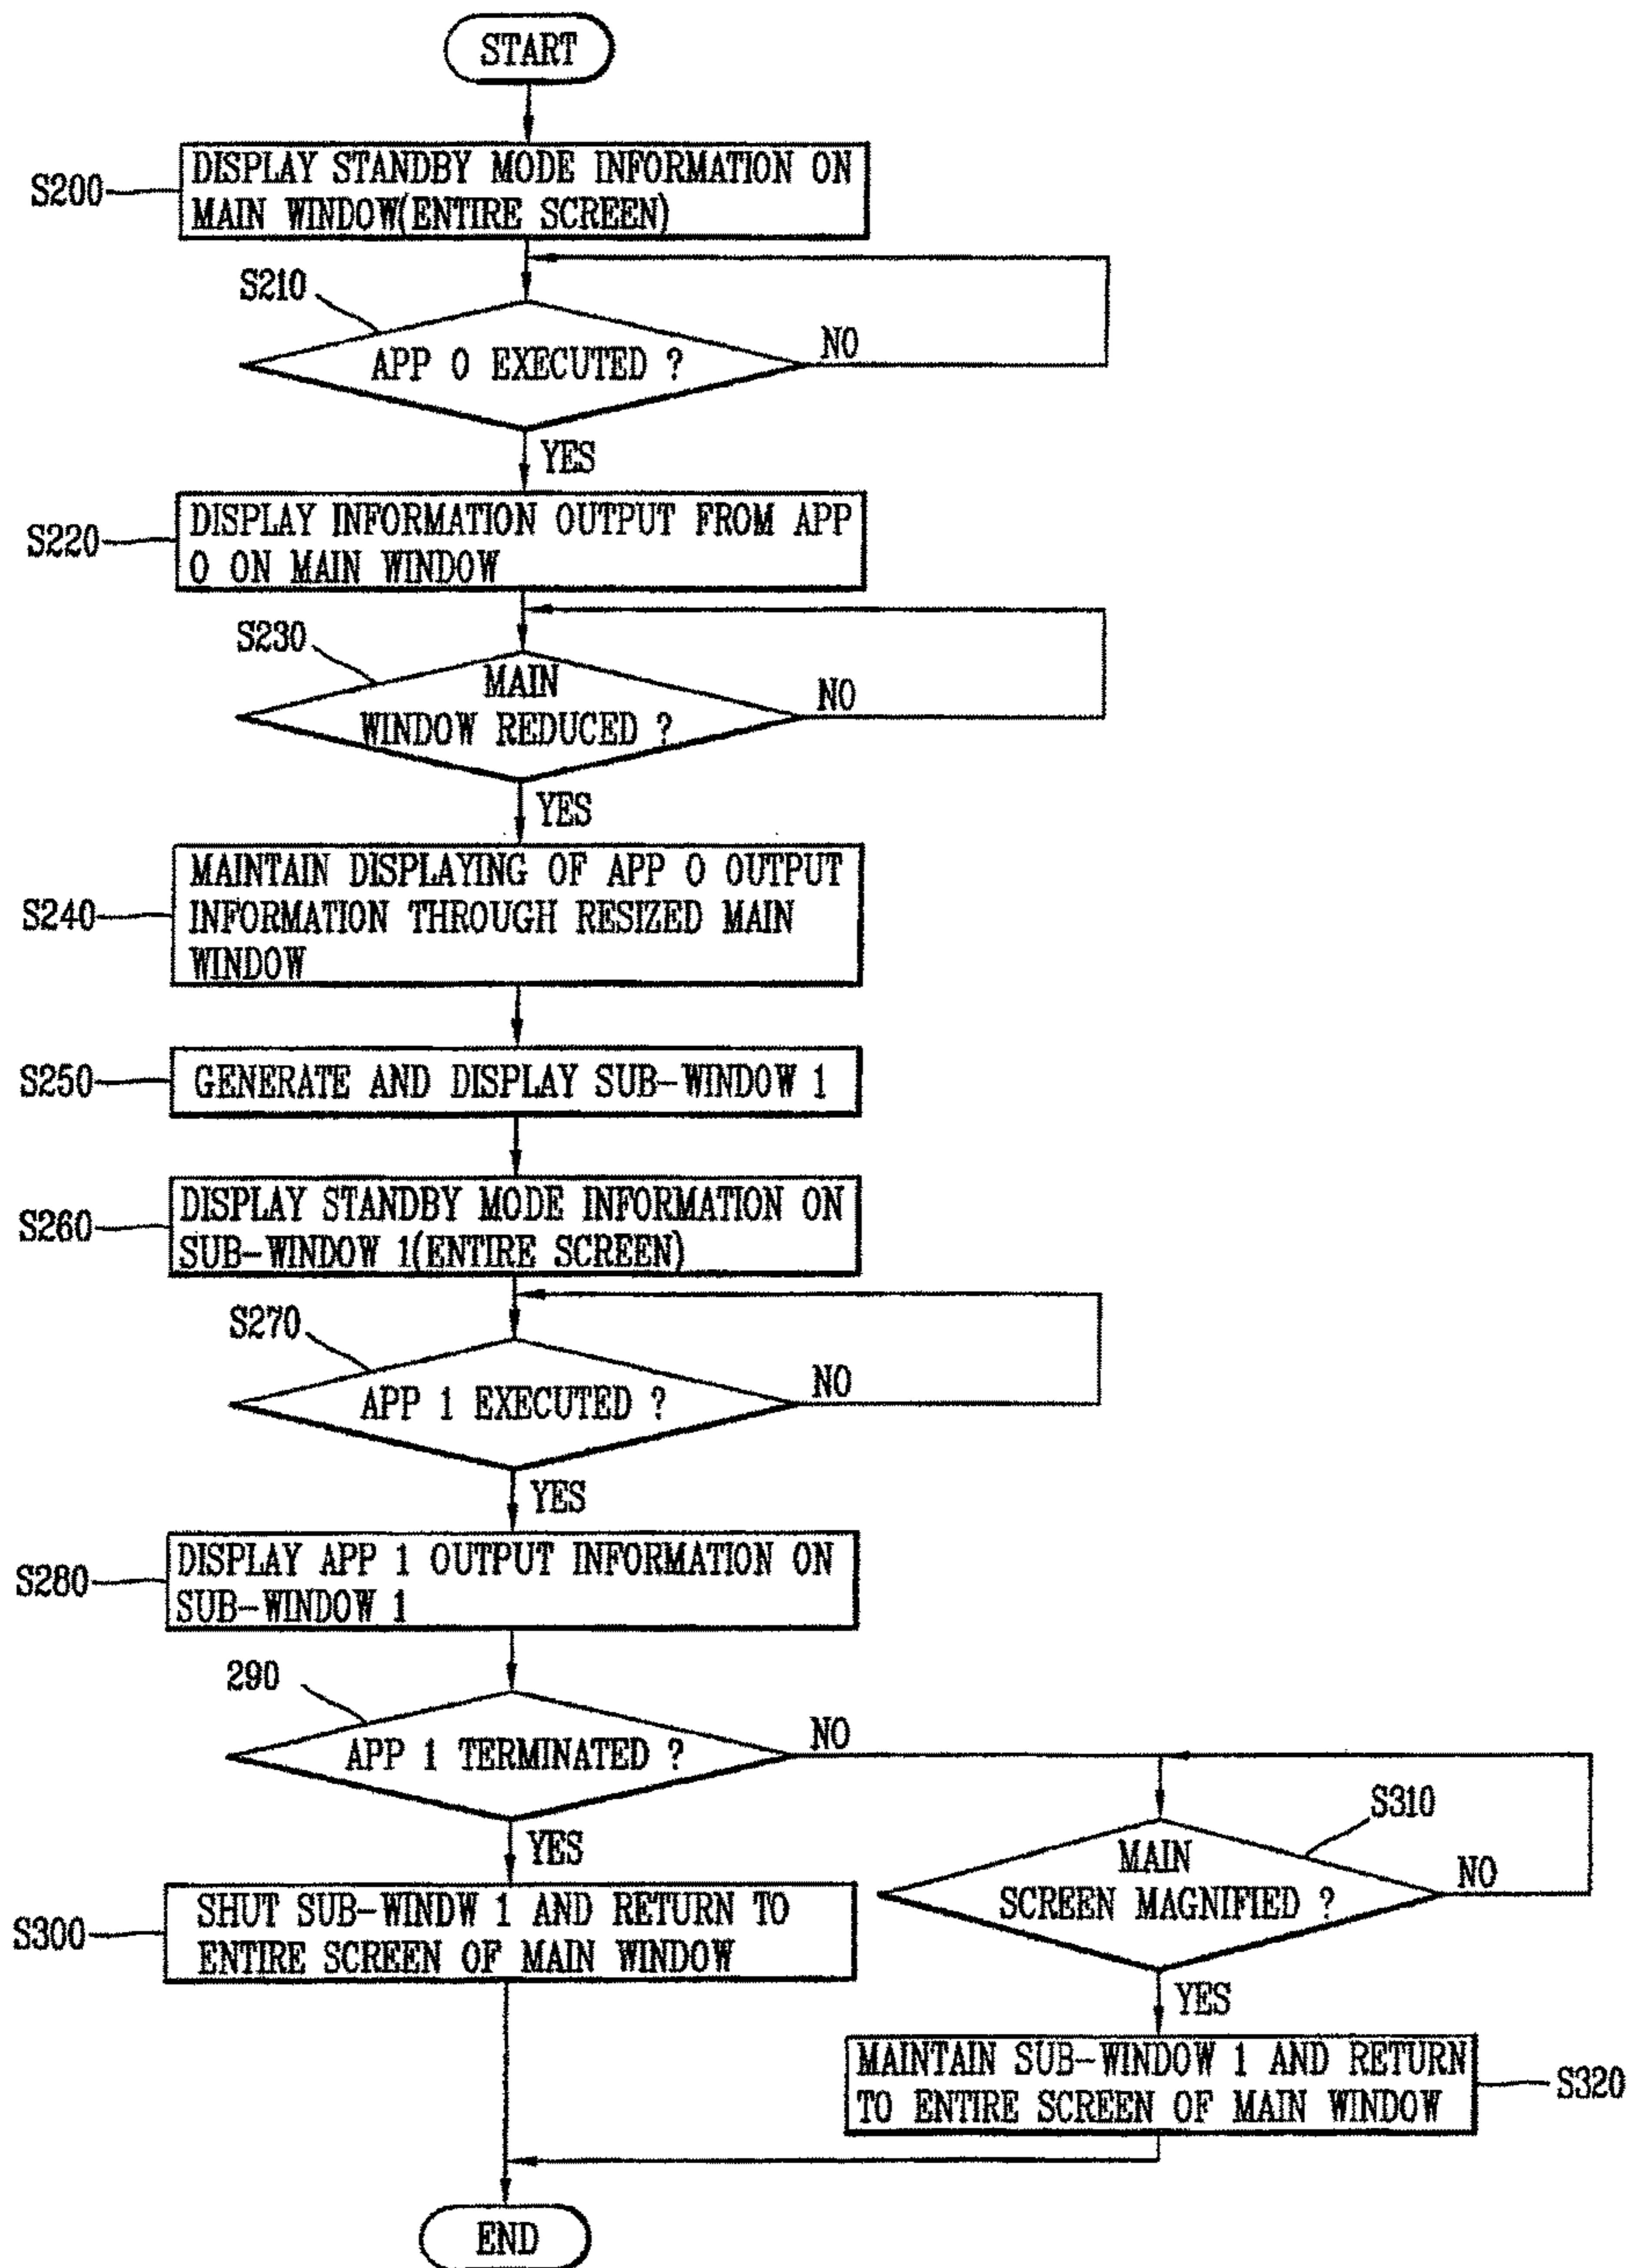 START
S200
DISPLAY STANDBY MODE INFORMATION ON
MAIN WINDOW(ENTIRE SCREEN)
S210
APP 0 EXECUTED ?
NO
YES
S220
DISPLAY INFORMATION OUTPUT FROM APP
0 ON MAIN WINDOW
S230
MAIN
WINDOW REDUCED ?
NO
YES
S240
MAINTAIN DISPLAYING OF APP 0 OUTPUT
INFORMATION THROUGH RESIZED MAIN
WINDOW
S250
GENERATE AND DISPLAY SUB-WINDOW 1
S260
DISPLAY STANDBY MODE INFORMATION ON
SUB-WINDOW 1(ENTIRE SCREEN)
S270
APP 1 EXECUTED ?
NO
YES
S280
DISPLAY APP 1 OUTPUT INFORMATION ON
SUB-WINDOW 1
290
APP 1 TERMINATED ?
NO
YES
S300
SHUT SUB-WINDW 1 AND RETURN TO
ENTIRE SCREEN OF MAIN WINDOW
S310
MAIN
SCREEN MAGNIFIED ?
NO
YES
MAINTAIN SUB-WINDOW 1 AND RETURN
TO ENTIRE SCREEN OF MAIN WINDOW
S320
END